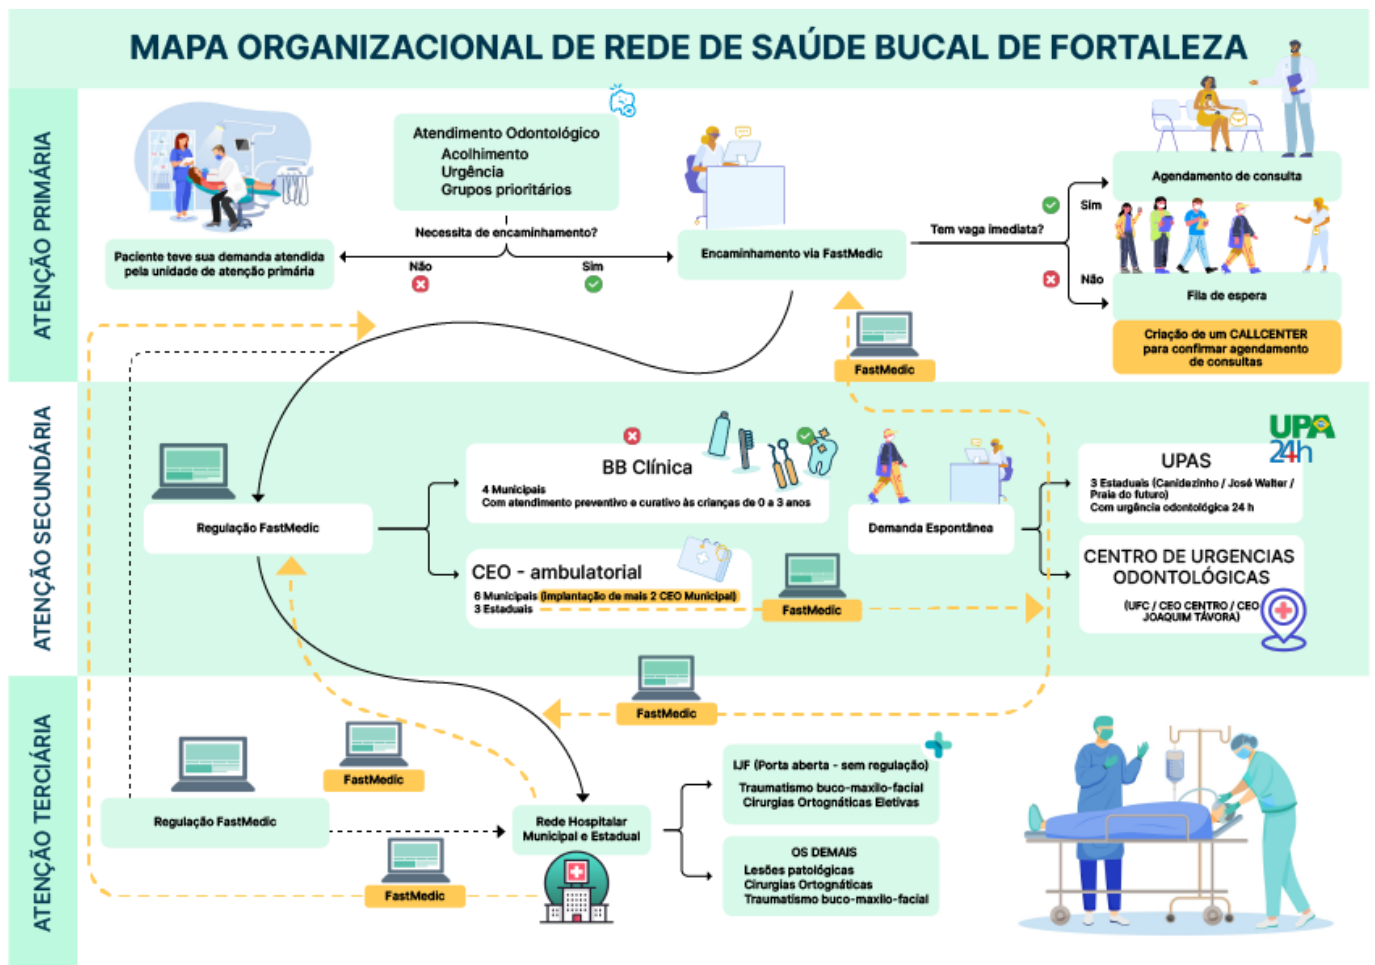 MAPA ORGANIZACIONAL DE REDE DE SAÚDE BUCAL DE FORTALEZA
ATENÇÃO PRIMÁRIA
Atendimento Odontológico
Acolhimento
Urgência
Grupos prioritários
Necessita de encaminhamento?
Não
Sim
Paciente teve sua demanda atendida
pela unidade de atenção primária
Encaminhamento via FastMedic
Tem vaga imediata?
Sim
Não
Agendamento de consulta
Fila de espera
Criação de um CALLCENTER
para confirmar agendamento
de consultas
FastMedic
ATENÇÃO SECUNDÁRIA
Regulação FastMedic
BB Clínica
4 Municipais
Com atendimento preventivo e curativo às crianças de 0 a 3 anos
CEO - ambulatorial
6 Municipais (implantação de mais 2 CEO Municipal)
3 Estaduais
FastMedic
Demanda Espontânea
UPA
24h
UPAS
3 Estaduais (Canidezinho / José Walter /
Praia do futuro)
Com urgência odontológica 24 h
CENTRO DE URGENCIAS
ODONTOLÓGICAS
(UFC / CEO CENTRO / CEO
JOAQUIM TÁVORA)
FastMedic
ATENÇÃO TERCIÁRIA
FastMedic
Regulação FastMedic
FastMedic
Rede Hospitalar
Municipal e Estadual
IJF (Porta aberta - sem regulação)
Traumatismo buco-maxilo-facial
Cirurgias Ortognáticas Eletivas
OS DEMAIS
Lesões patológicas
Cirurgias Ortognáticas
Traumatismo buco-maxilo-facial